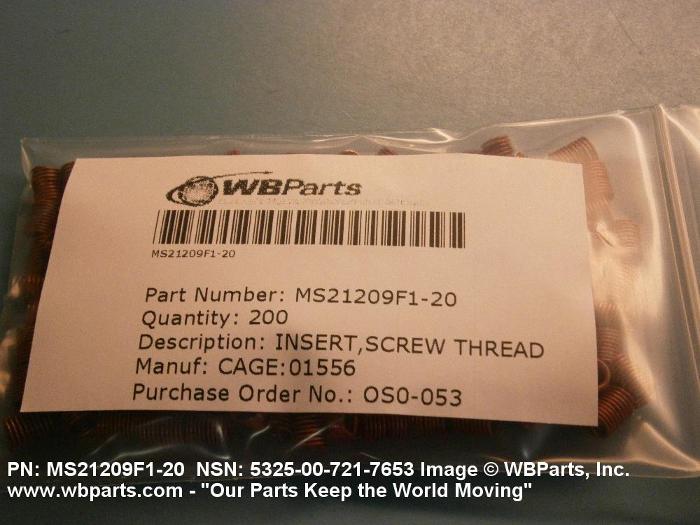 WBParts
MS21209F1-20
Part Number: MS21209F1-20
Quantity: 200
Description: INSERT,SCREW THREAD
Manuf: CAGE:01556
Purchase Order No.: OS0-053
PN: MS21209F1-20 NSN: 5325-00-721-7653 Image © WBParts, Inc.
www.wbparts.com - "Our Parts Keep the World Moving"